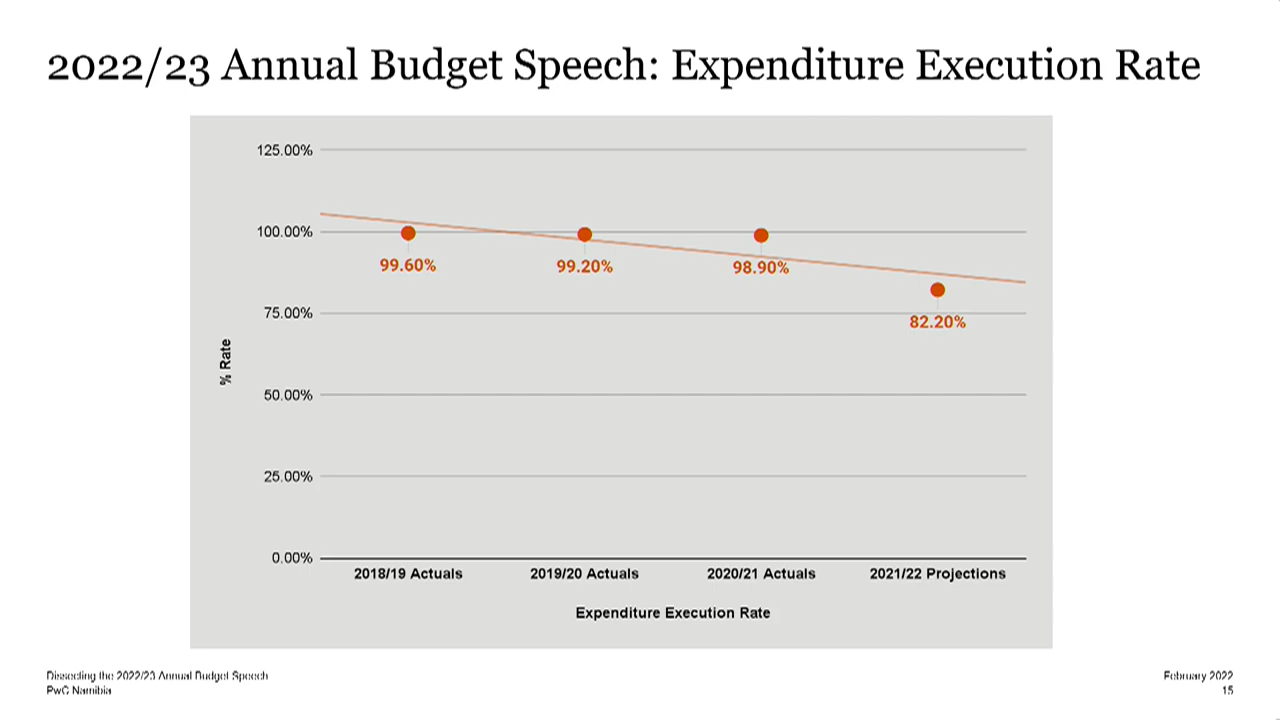 2022/23 Annual Budget Speech: Expenditure Execution Rate
125.00%
100.00%
75.00%
50.00%
25.00%
0.00%
% Rate
99.60%
99.20%
98.90%
82.20%
2018/19 Actuals
2019/20 Actuals
2020/21 Actuals
2021/22 Projections
Expenditure Execution Rate
Dissecting the 2022/23 Annual Budget Speech
PwC Namibia
February 2022
15